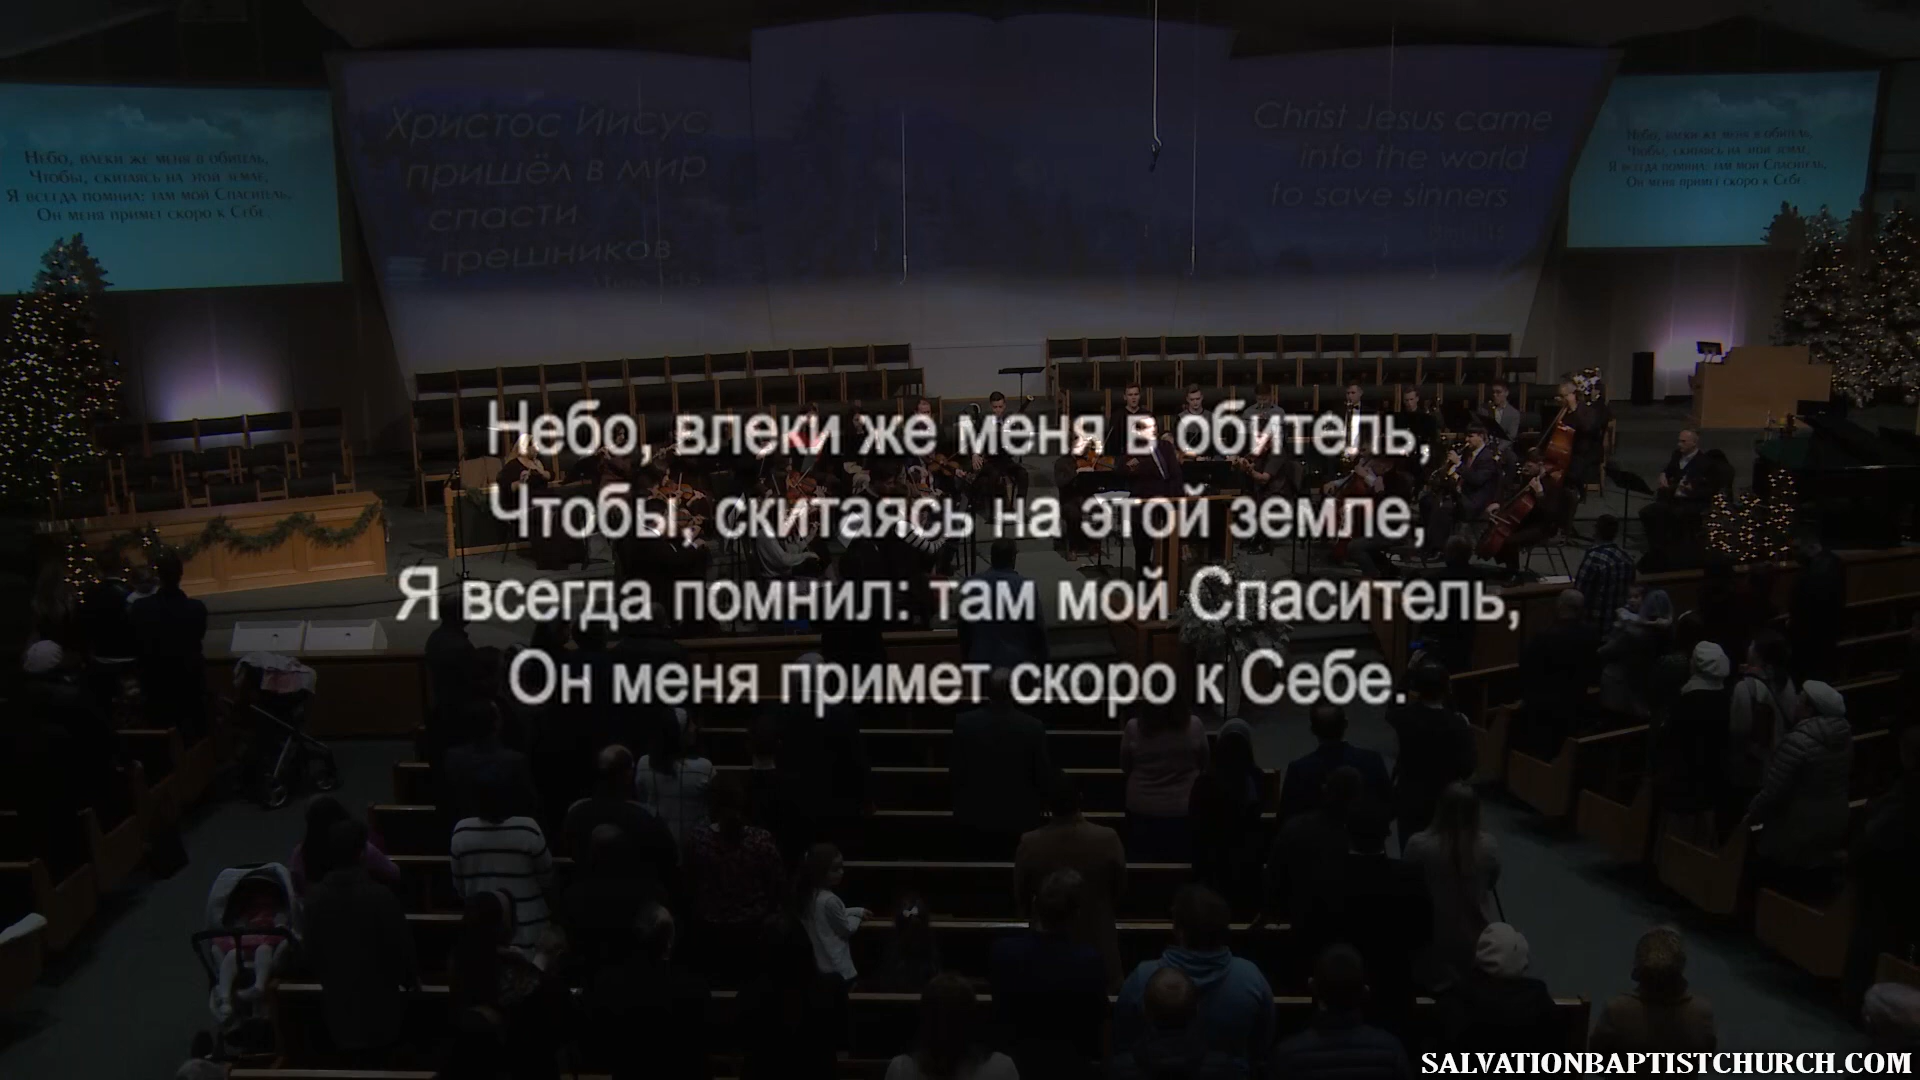 Небо, влеки же меня в обитель,
Чтобы, скитаясь на этой земле,
Я всегда помнил: там мой Спаситель,
Он меня примет скоро к Себе.
Христос Иисус
пришёл в мир
спасти
грешников
Christ Jesus came
into the world
to save sinners
Небо, влеки же меня в обитель,
Чтобы, скитаясь на этой земле,
Я всегда помнил: там мой Спаситель,
Он меня примет скоро к Себе.
Небо, влеки же меня в обитель,
Чтобы, скитаясь на этой земле,
Я всегда помнил: там мой Спаситель,
Он меня примет скоро к Себе.
SALVATIONBAPTISTCHURCH.COM